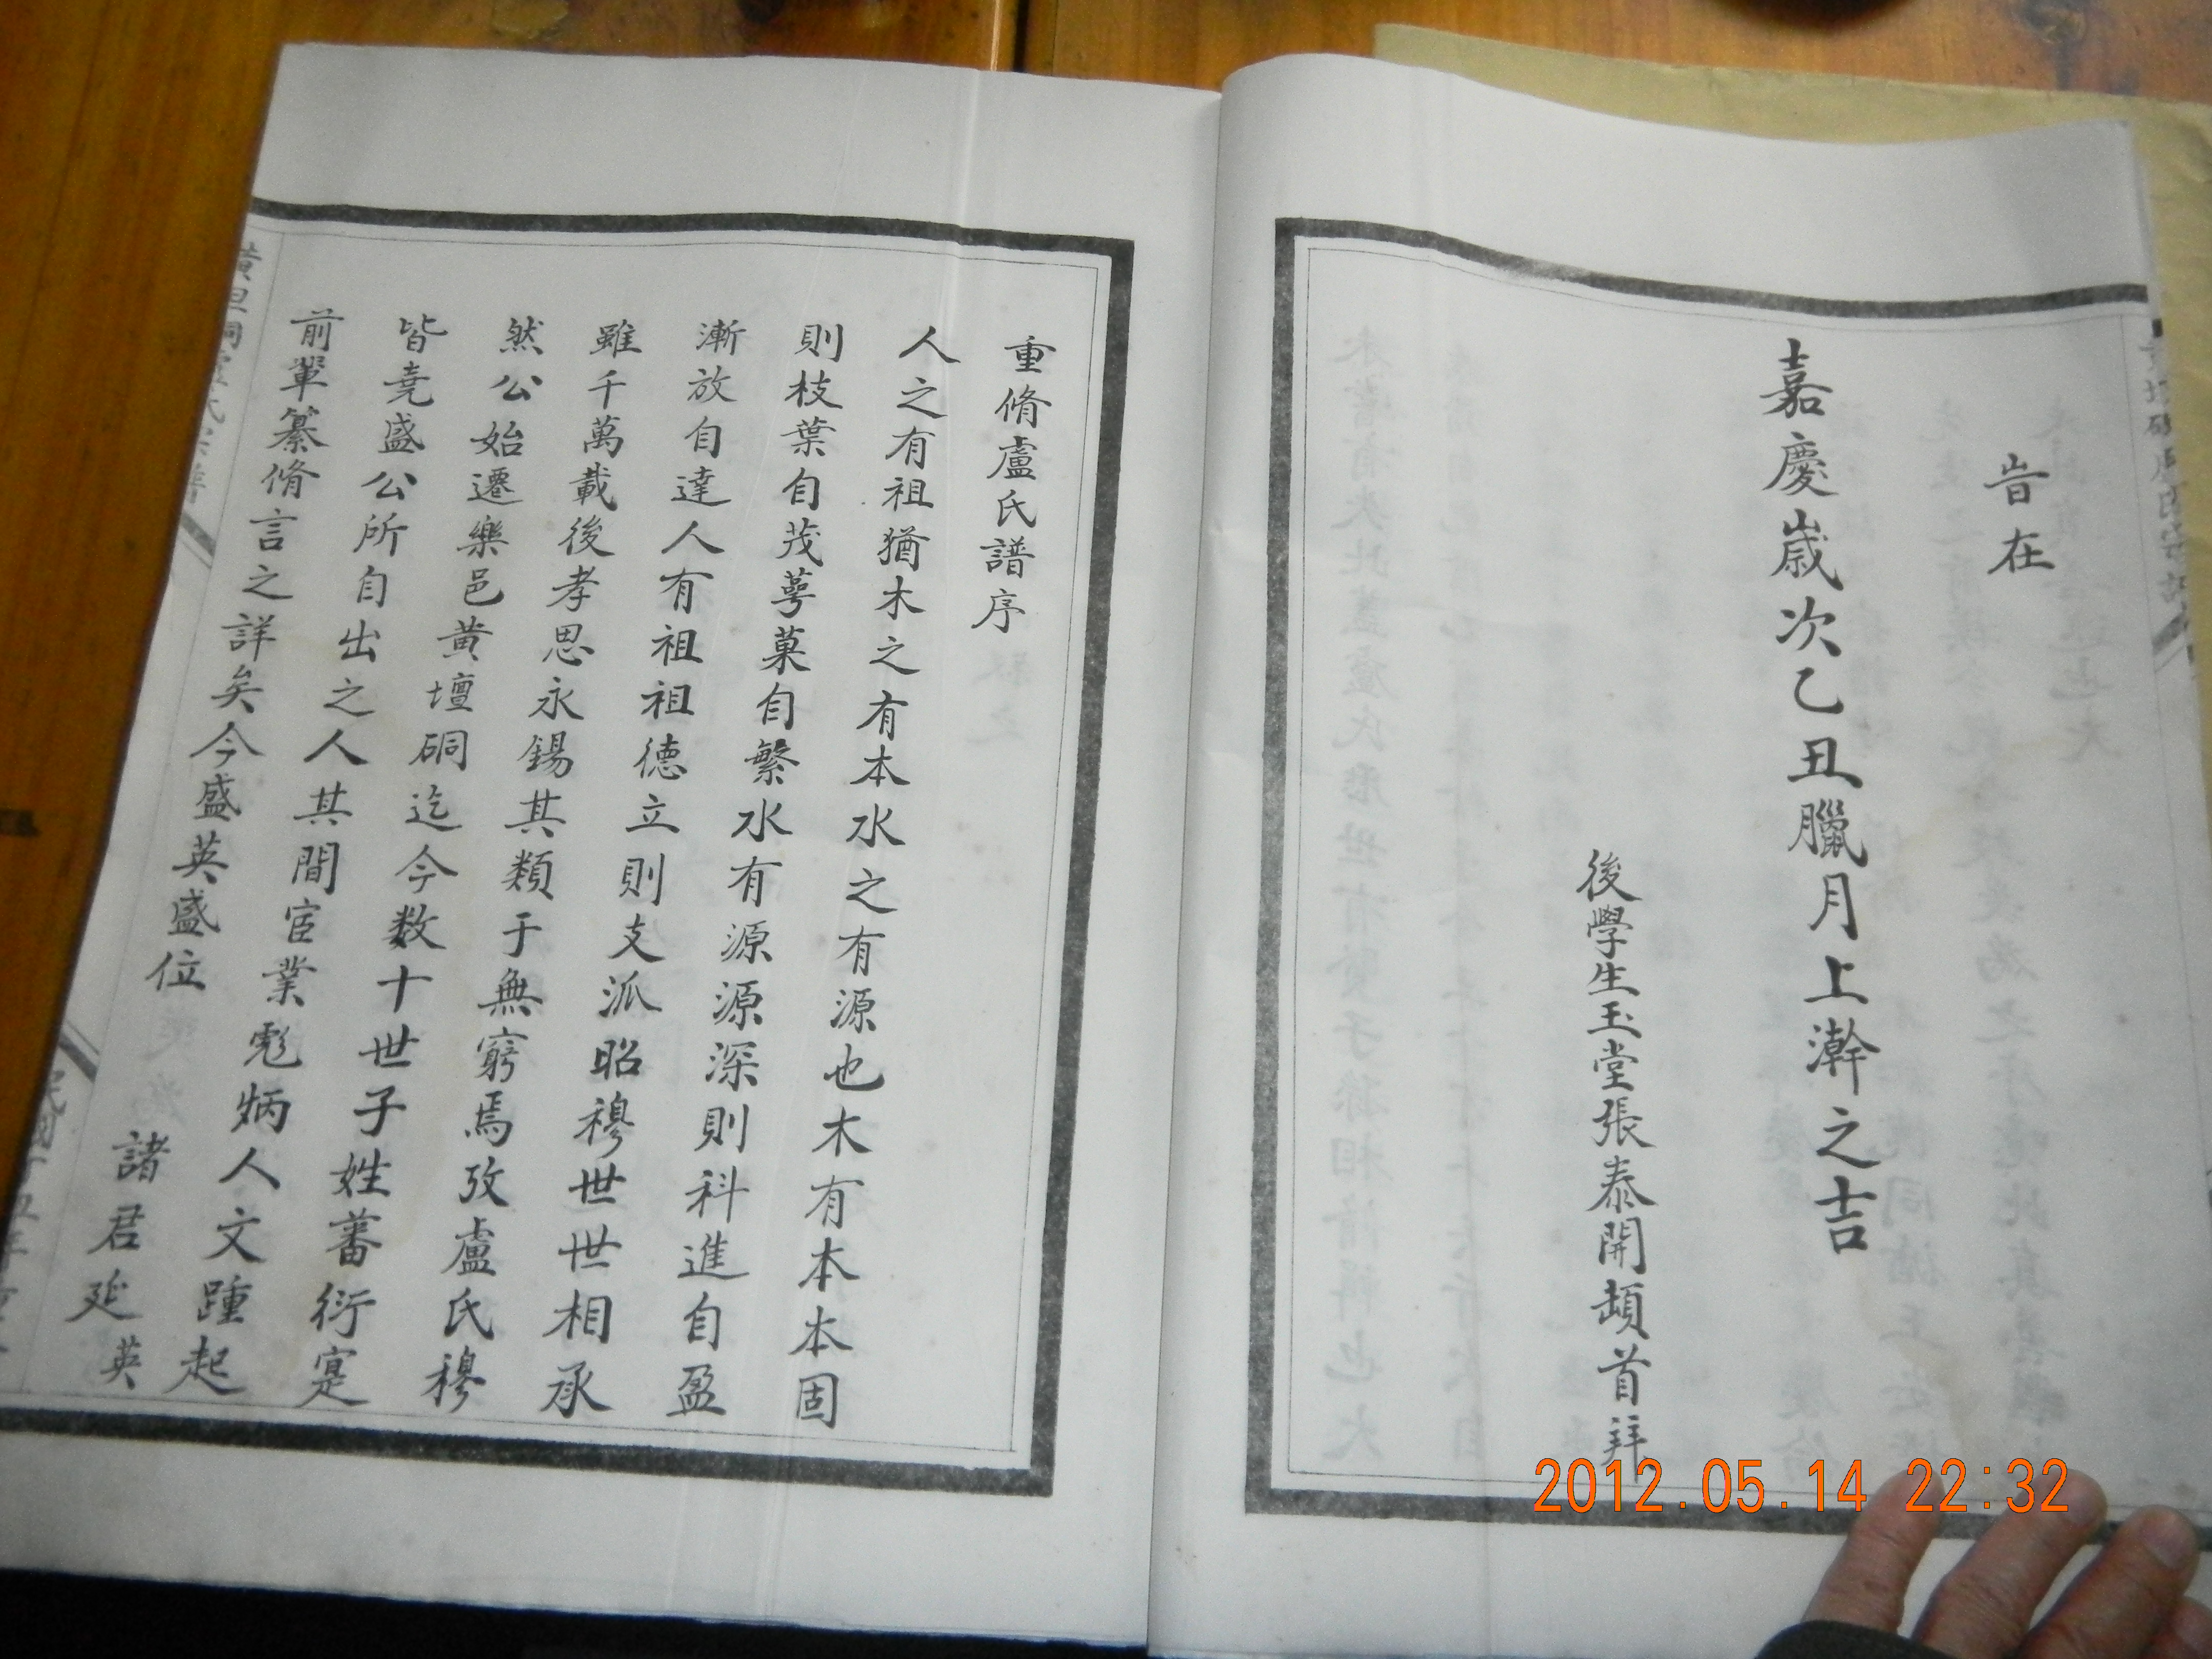 旹在
嘉慶歲次乙丑臘月上澣之吉
後學生玉堂張泰開頓首拜
重脩盧氏譜序
人之有祖猶木之有本水之有源也木有本本固
則枝葉自茂萼菓自繁水有源源深則科進自盈
漸放自達人有祖祖德立則支派昭穆世世相承
雖千萬載後孝思永錫其類于無窮焉攷盧氏穆
然公始遷樂邑黃壇硐迄今数十世子姓蕃衍寔
皆堯盛公所自出之人其間宦業彪炳人文踵起
前輩纂脩言之詳矣今盛英盛位
諸君延英
2012.05.14 22:32